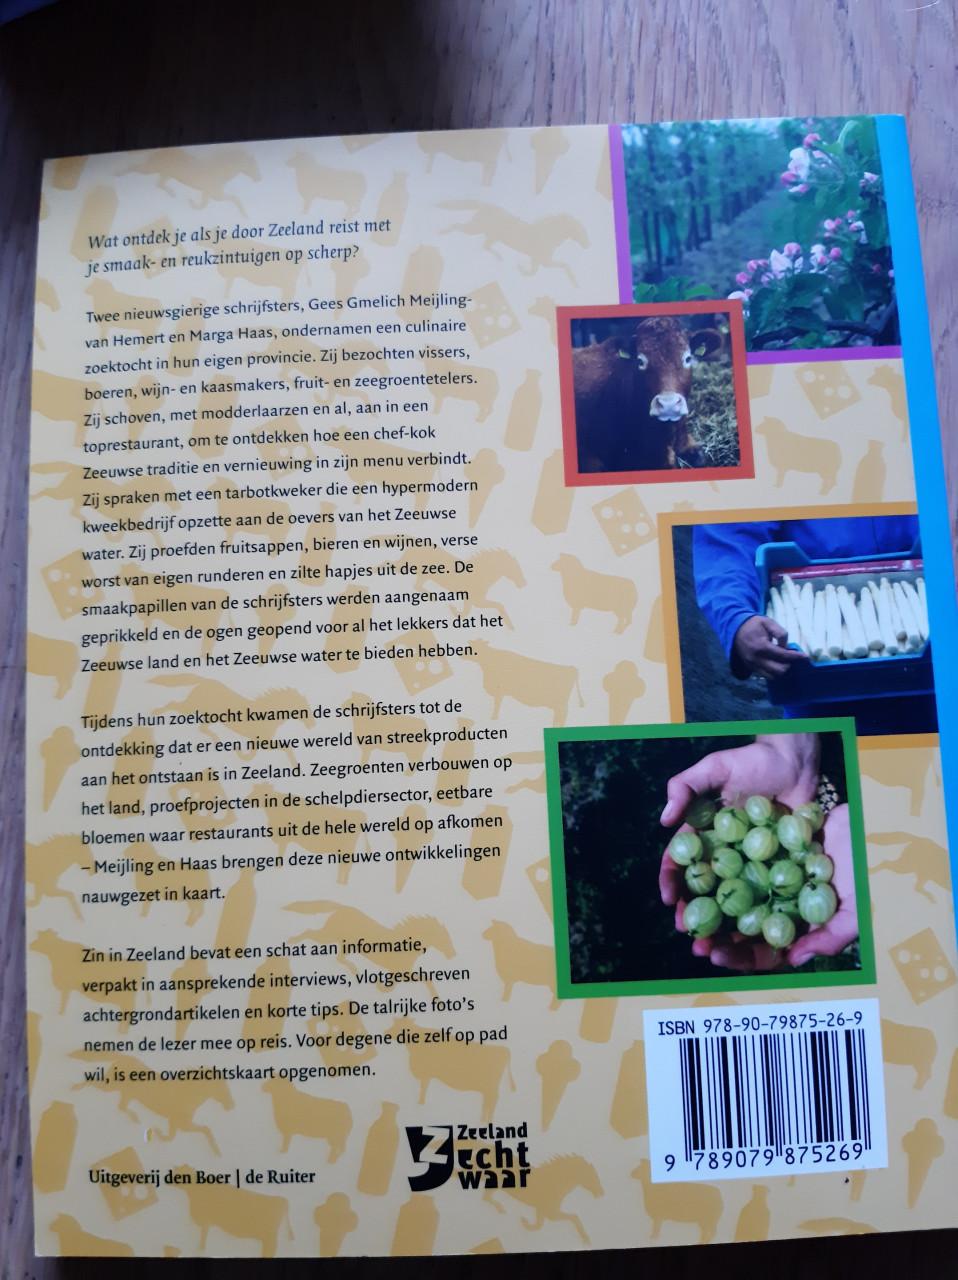 Wat ontdek je als je door Zeeland reist met
je smaak- en reukzintuigen op scherp?
Twee nieuwsgierige schrijfsters, Gees Gmelich Meijling-
van Hemert en Marga Haas, ondernamen een culinaire
zoektocht in hun eigen provincie. Zij bezochten vissers,
boeren, wijn- en kaasmakers, fruit- en zeegroentetelers.
Zij schoven, met modderlaarzen en al, aan in een
toprestaurant, om te ontdekken hoe een chef-kok
Zeeuwse traditie en vernieuwing in zijn menu verbindt.
Zij spraken met een tarbotkweker die een hypermodern
kweekbedrijf opzette aan de oevers van het Zeeuwse
water. Zij proefden fruitsappen, bieren en wijnen, verse
worst van eigen runderen en zilte hapjes uit de zee. De
smaakpapillen van de schrijfsters werden aangenaam
geprikkeld en de ogen geopend voor al het lekkers dat het
Zeeuwse land en het Zeeuwse water te bieden hebben.
Tijdens hun zoektocht kwamen de schrijfsters tot de
ontdekking dat er een nieuwe wereld van streekproducten
aan het ontstaan is in Zeeland. Zeegroenten verbouwen op
het land, proefprojecten in de schelpdiersector, eetbare
bloemen waar restaurants uit de hele wereld op afkomen
– Meijling en Haas brengen deze nieuwe ontwikkelingen
nauwgezet in kaart.
Zin in Zeeland bevat een schat aan informatie,
verpakt in aansprekende interviews, vlotgeschreven
achtergrondartikelen en korte tips. De talrijke foto's
nemen de lezer mee op reis. Voor degene die zelf op pad
wil, is een overzichtskaart opgenomen.
Uitgeverij den Boer | de Ruiter
Zeeland
echt
waar
ISBN 978-90-79875-26-9
9 789079 875269